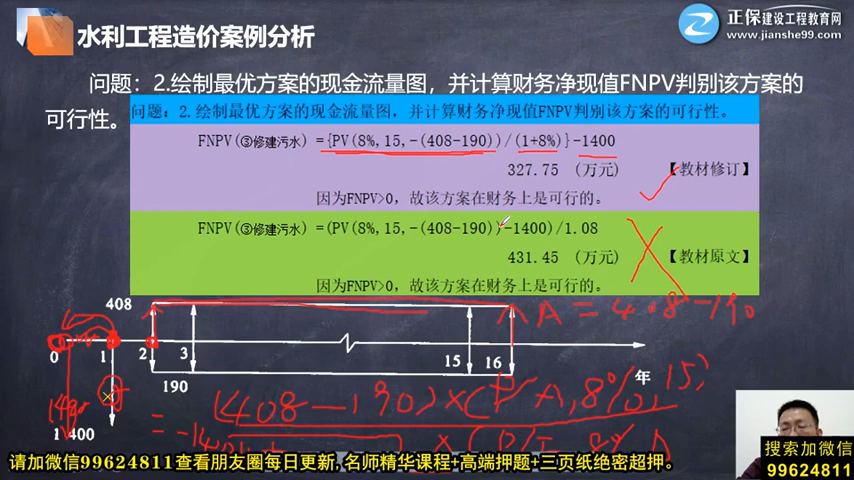 水利工程造价案例分析
正保建设工程教育网
www.jianshe99.com
问题：2.绘制最优方案的现金流量图，并计算财务净现值FNPV判别该方案的
可行性。
问题：2.绘制最优方案的现金流量图，并计算财务净现值FNPV判别该方案的可行性。
FNPV(③修建污水) ={PV(8%,15,-(408-190))/(1+8%)}-1400
327.75 (万元) 【教材修订】
因为FNPV>0，故该方案在财务上是可行的。
FNPV(③修建污水) =(PV(8%,15,-(408-190))-1400)/1.08
431.45 (万元) 【教材原文】
因为FNPV>0，故该方案在财务上是可行的。
408
A = 408-190
0 1 2 3 15 16
年
190
1400
(408-190)×(P/A,8%,15)
1 400
= -1400+
请加微信99624811查看朋友圈每日更新,名师精华课程+高端押题+三页纸绝密超押。
搜索加微信
99624811